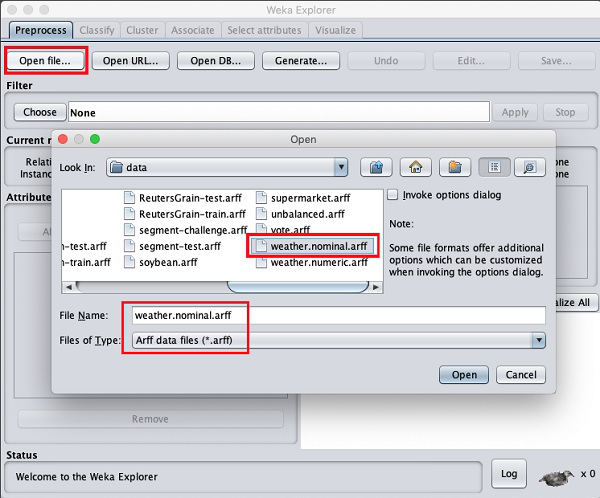 Weka Explorer
Preprocess Classify Cluster Associate Select attributes Visualize
Open file... Open URL... Open DB... Generate... Undo Edit... Save...
Filter
Choose None Apply Stop
Open
Look In: data
ReutersGrain-test.arff supermarket.arff
ReutersGrain-train.arff unbalanced.arff
segment-challenge.arff vote.arff
n-test.arff segment-test.arff weather.nominal.arff
n-train.arff soybean.arff weather.numeric.arff
Invoke options dialog
Note:
Some file formats offer additional
options which can be customized
when invoking the options dialog.
File Name: weather.nominal.arff
Files of Type: Arff data files (*.arff)
Open Cancel
Current r
Relati
Instanc
one
one
Attribute
Al
alize All
Remove
Status
Welcome to the Weka Explorer
Log x 0